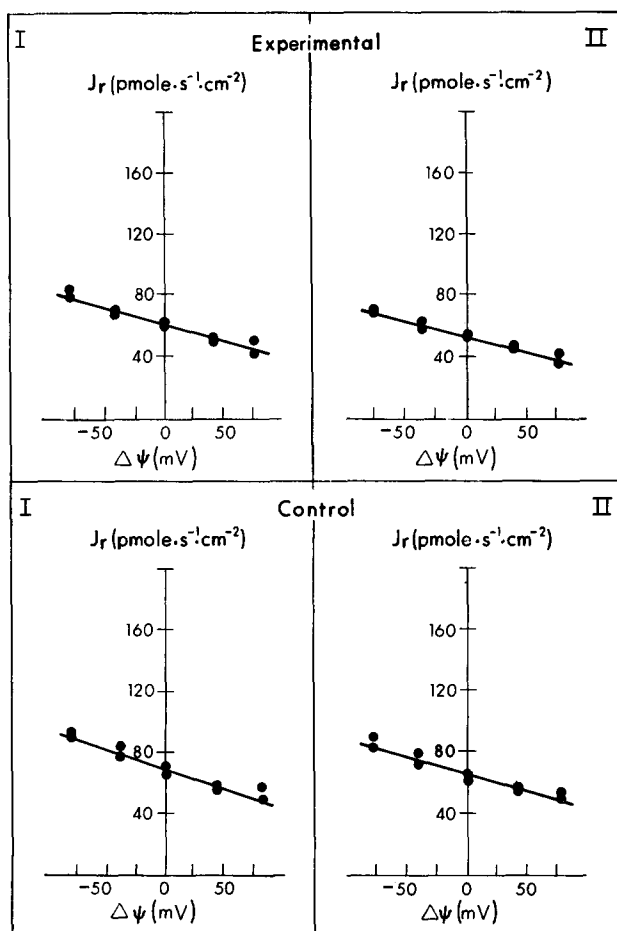 I Experimental II
Jr (pmole·s⁻¹·cm⁻²) Jr (pmole·s⁻¹·cm⁻²)
160 160
120 120
80 80
40 40
-50 0 50 -50 0 50
Δψ (mV) Δψ (mV)
I Control II
Jr (pmole·s⁻¹·cm⁻²) Jr (pmole·s⁻¹·cm⁻²)
160 160
120 120
80 80
40 40
-50 0 50 -50 0 50
Δψ (mV) Δψ (mV)